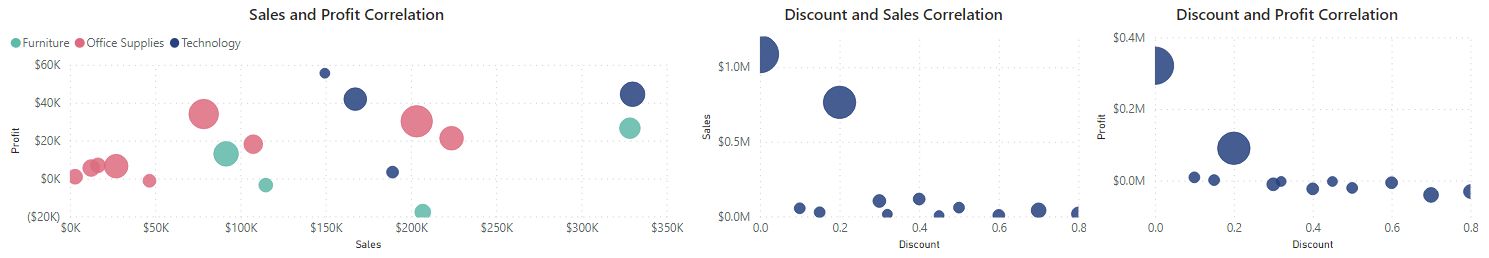 Sales and Profit Correlation
Furniture Office Supplies Technology
$60K
$40K
$20K
$0K
($20K)
Profit
$0K $50K $100K $150K $200K $250K $300K $350K
Sales
Discount and Sales Correlation
$1.0M
$0.5M
$0.0M
Sales
0.0 0.2 0.4 0.6 0.8
Discount
Discount and Profit Correlation
$0.4M
$0.2M
$0.0M
Profit
0.0 0.2 0.4 0.6 0.8
Discount